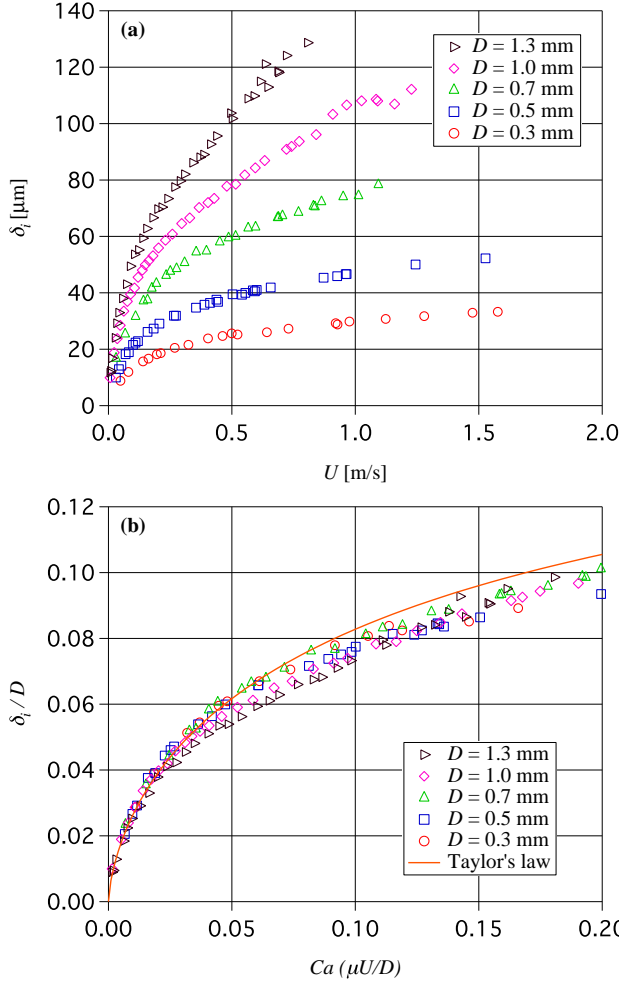 (a)
140
120
100
80
60
40
20
0
δᵢ [μm]
D = 1.3 mm
D = 1.0 mm
D = 0.7 mm
D = 0.5 mm
D = 0.3 mm
0.0 0.5 1.0 1.5 2.0
U [m/s]
(b)
0.12
0.10
0.08
0.06
0.04
0.02
0.00
δᵢ / D
D = 1.3 mm
D = 1.0 mm
D = 0.7 mm
D = 0.5 mm
D = 0.3 mm
Taylor's law
0.00 0.05 0.10 0.15 0.20
Ca (μU/D)